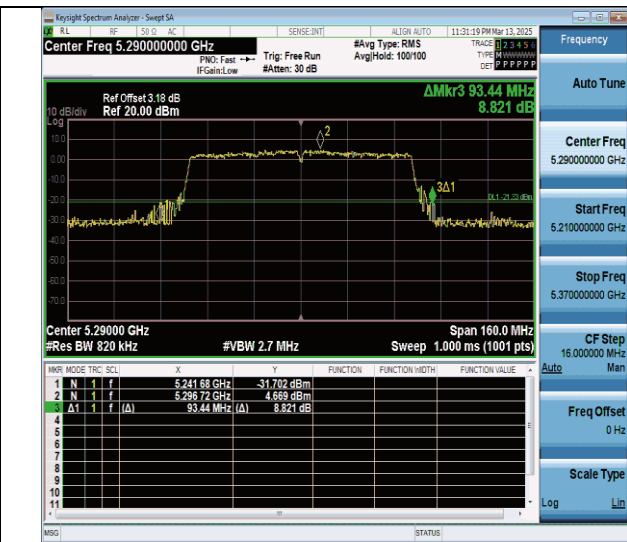 Keysight Spectrum Analyzer - Swept SA
RL RF 50 Ω AC SENSE:INT ALIGN AUTO 11:31:19 PM Mar 13, 2025
Center Freq 5.290000000 GHz #Avg Type: RMS TRACE 1 2 3 4 5 6
PNO: Fast Trig: Free Run Avg|Hold: 100/100 TYPE M W W W W W
IFGain:Low #Atten: 30 dB DET P P P P P P
Frequency
Auto Tune
Center Freq
5.290000000 GHz
Start Freq
5.210000000 GHz
Stop Freq
5.370000000 GHz
CF Step
16.000000 MHz
Auto Man
Freq Offset
0 Hz
Scale Type
Log Lin
ΔMkr3 93.44 MHz
8.821 dB
Ref Offset 3.18 dB
10 dB/div Ref 20.00 dBm
Log
10.0
0.00
-10.0
-20.0
-30.0
-40.0
-50.0
-60.0
-70.0
2
3Δ1
DL1 -21.33 dBm
Center 5.29000 GHz Span 160.0 MHz
#Res BW 820 kHz #VBW 2.7 MHz Sweep 1.000 ms (1001 pts)
MKR MODE TRC SCL X Y FUNCTION FUNCTION WIDTH FUNCTION VALUE
1 N 1 f 5.241 68 GHz -31.702 dBm
2 N 1 f 5.296 72 GHz 4.669 dBm
3 Δ1 1 f (Δ) 93.44 MHz (Δ) 8.821 dB
4
5
6
7
8
9
10
11
MSG STATUS